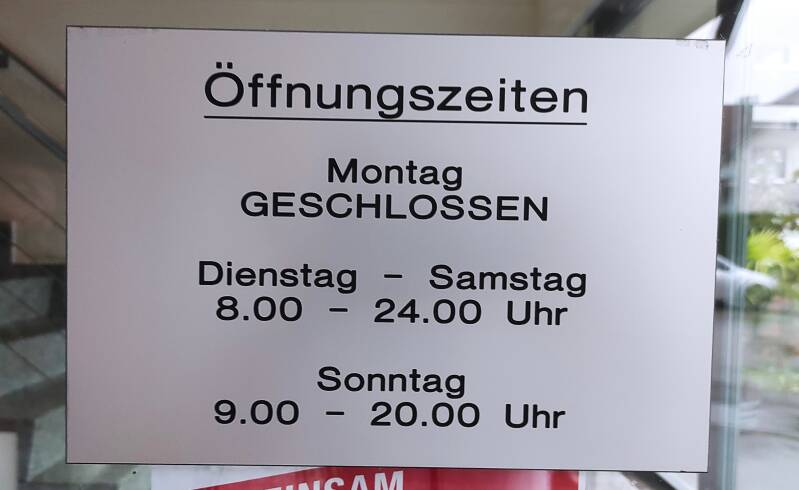 Öffnungszeiten
Montag
GESCHLOSSEN
Dienstag – Samstag
8.00 – 24.00 Uhr
Sonntag
9.00 – 20.00 Uhr